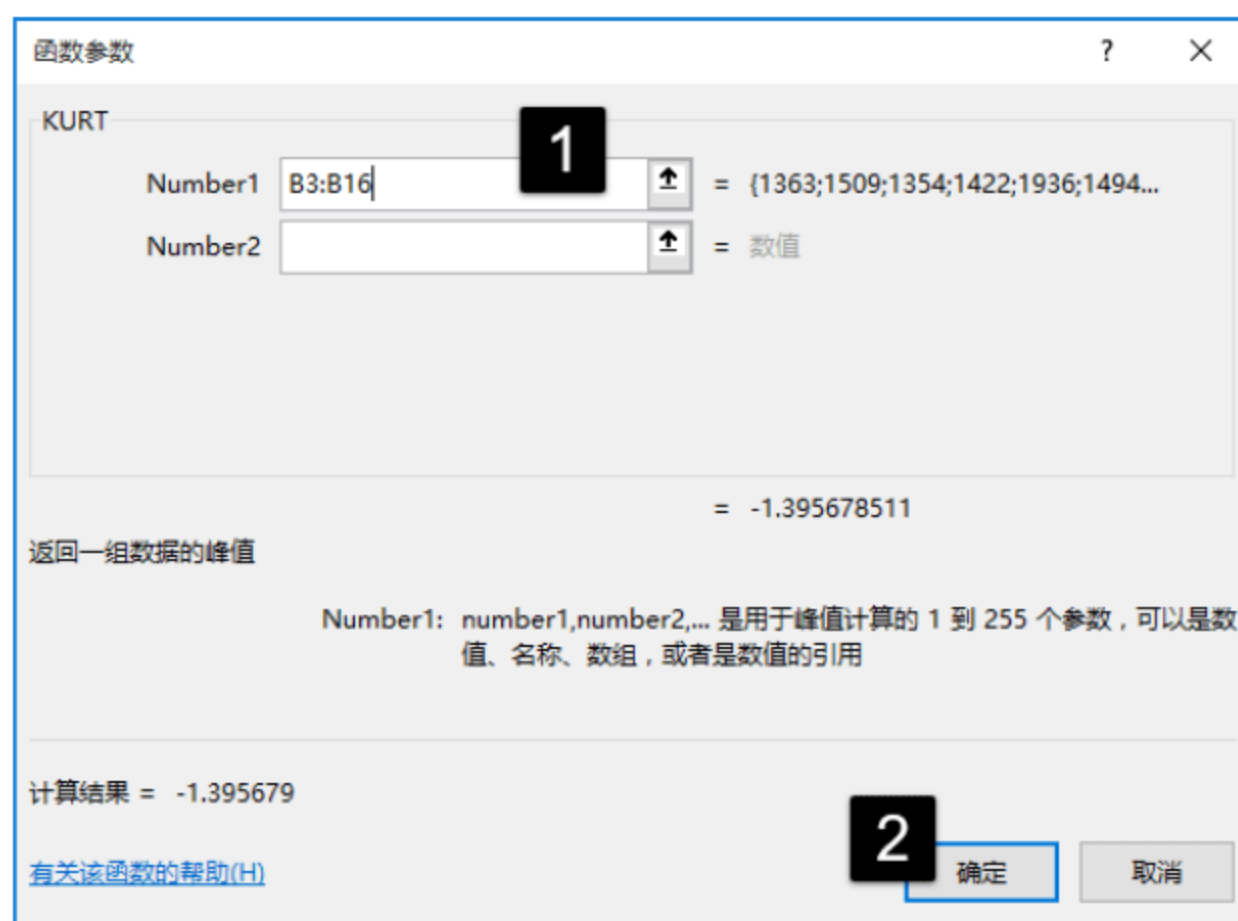 函数参数
?
KURT
1
Number1 B3:B16 = {1363;1509;1354;1422;1936;1494...
Number2 = 数值
= -1.395678511
返回一组数据的峰值
Number1: number1,number2,... 是用于峰值计算的 1 到 255 个参数，可以是数
值、名称、数组，或者是数值的引用
计算结果 = -1.395679
2
有关该函数的帮助(H) 确定 取消